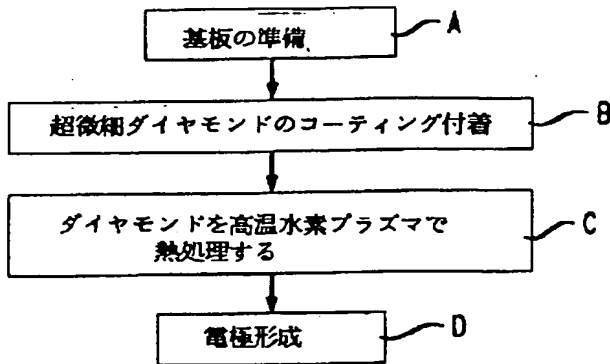 基板の準備
A
超微細ダイヤモンドのコーティング付着
B
ダイヤモンドを高温水素プラズマで
熱処理する
C
電極形成
D